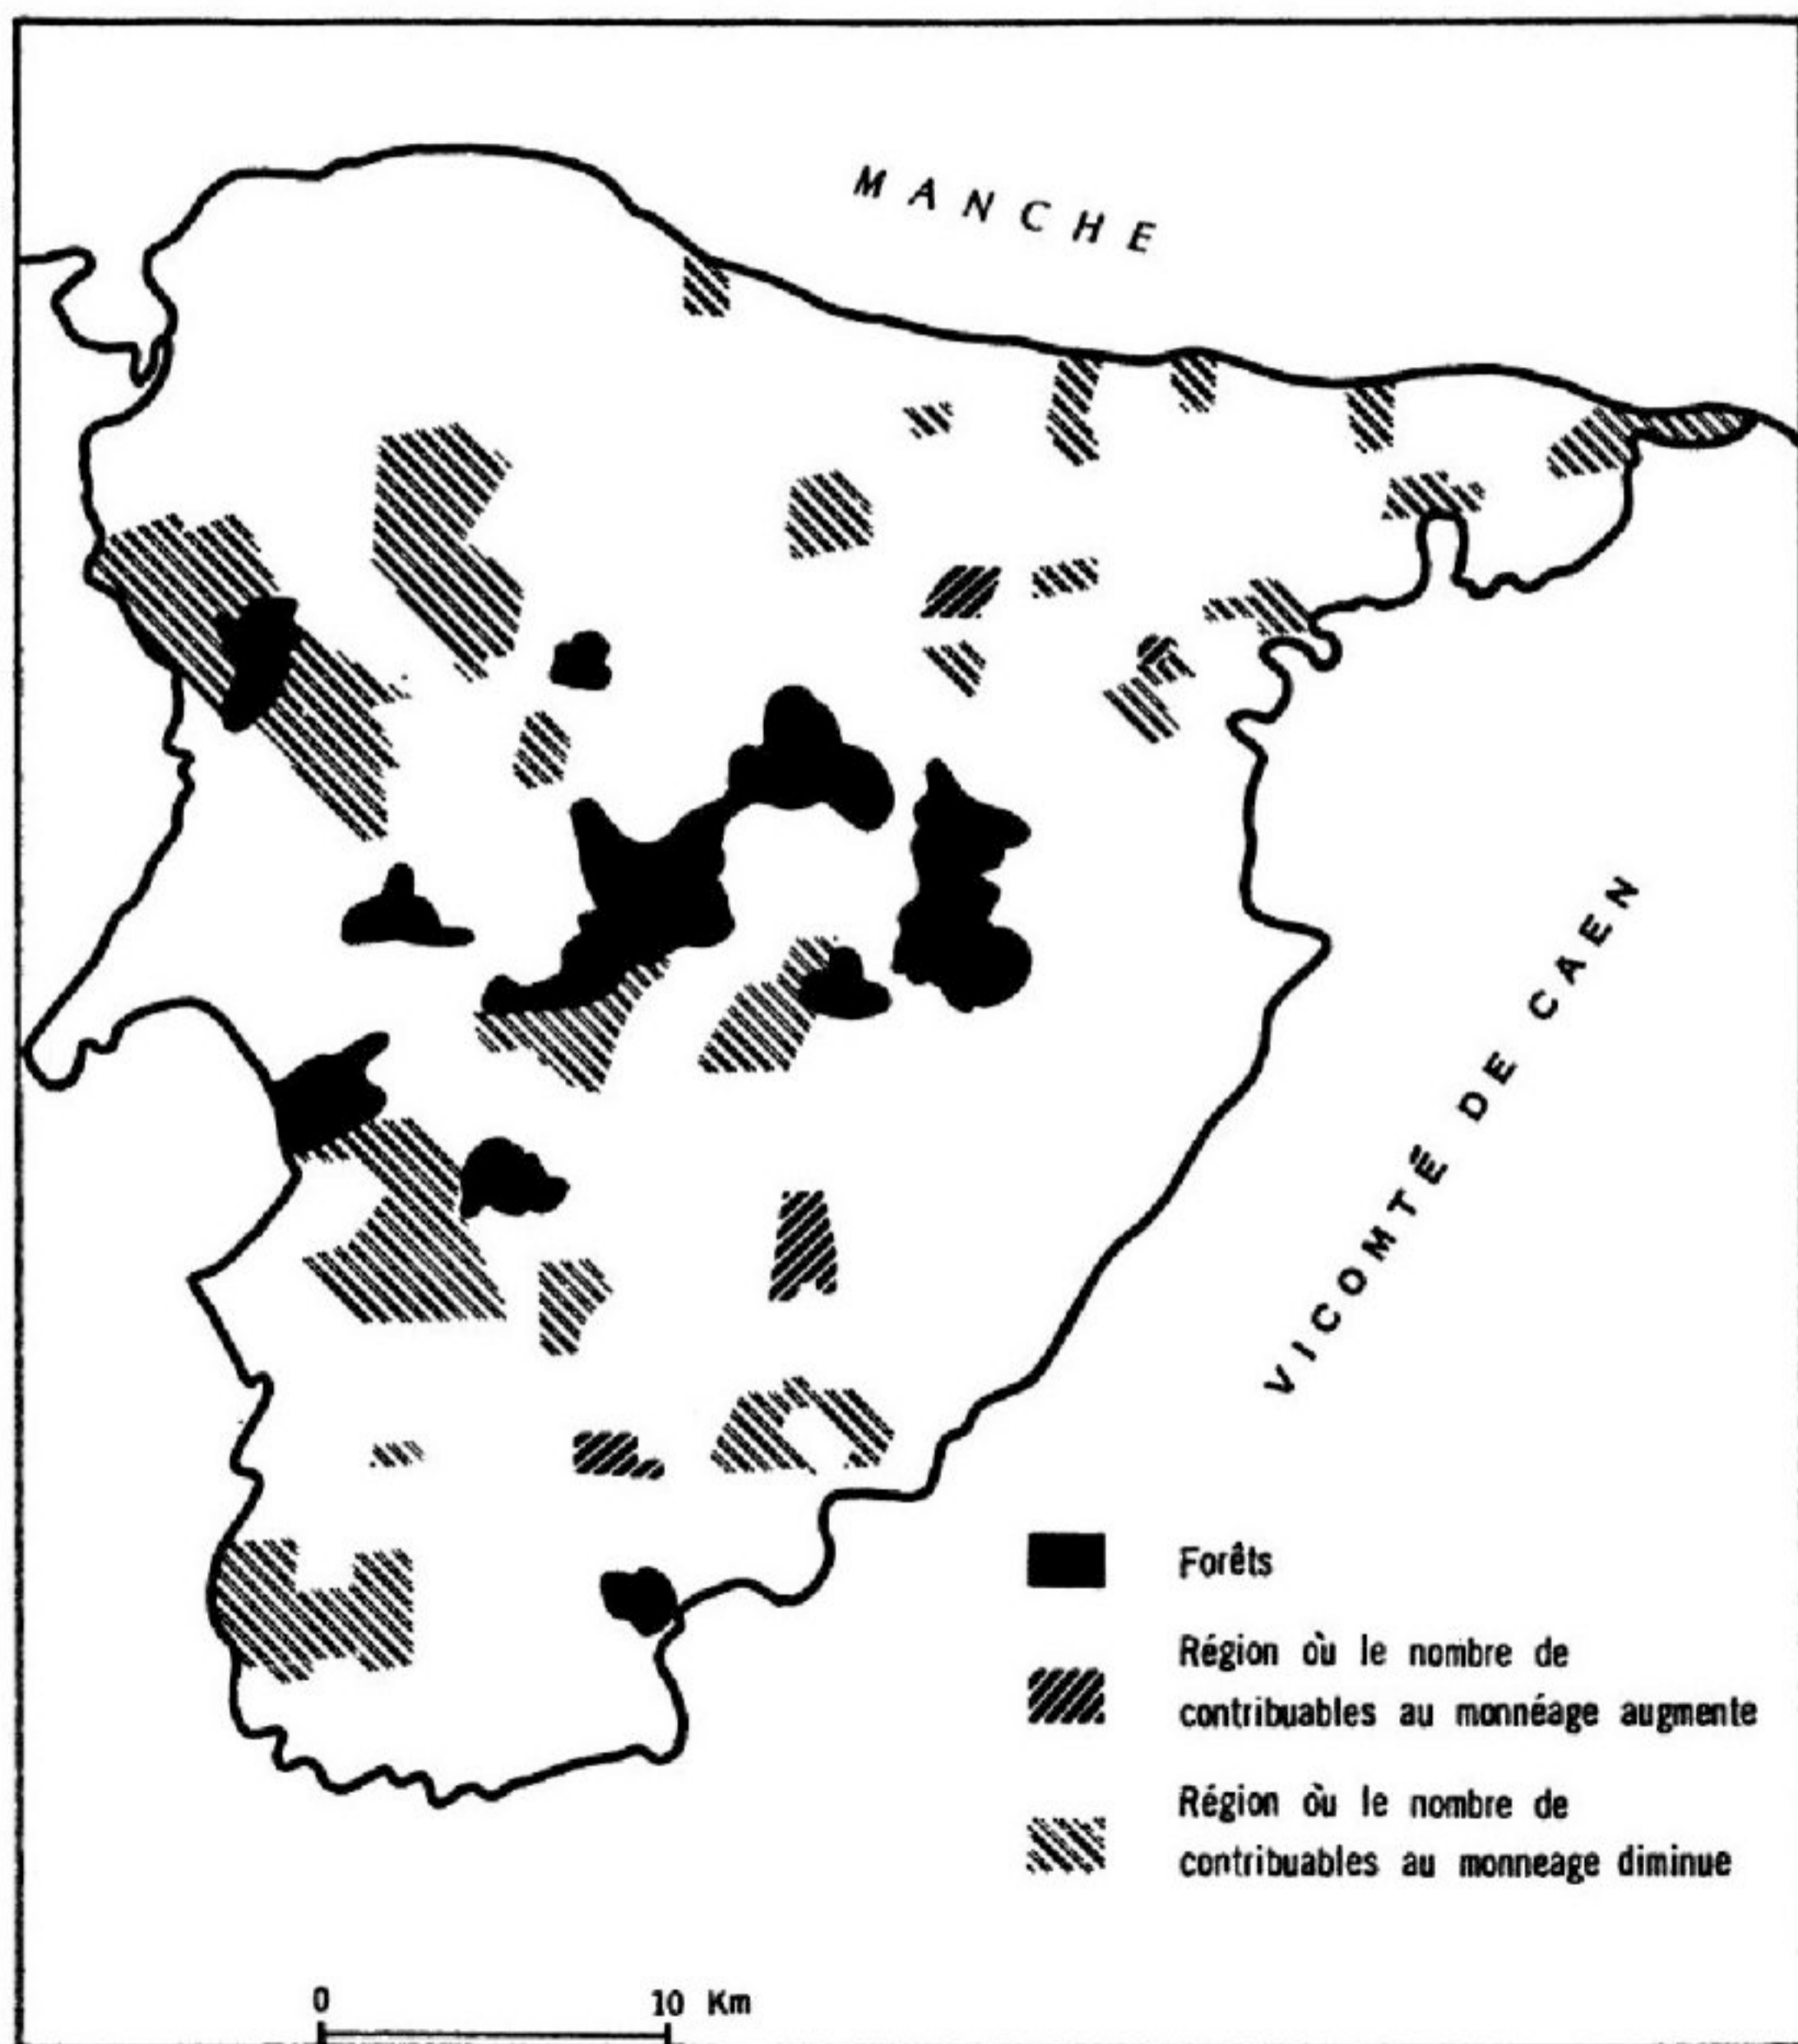 MANCHE
VICOMTÉ DE CAEN
Forêts
Région où le nombre de
contribuables au monnéage augmente
Région où le nombre de
contribuables au monneage diminue
0 10 Km